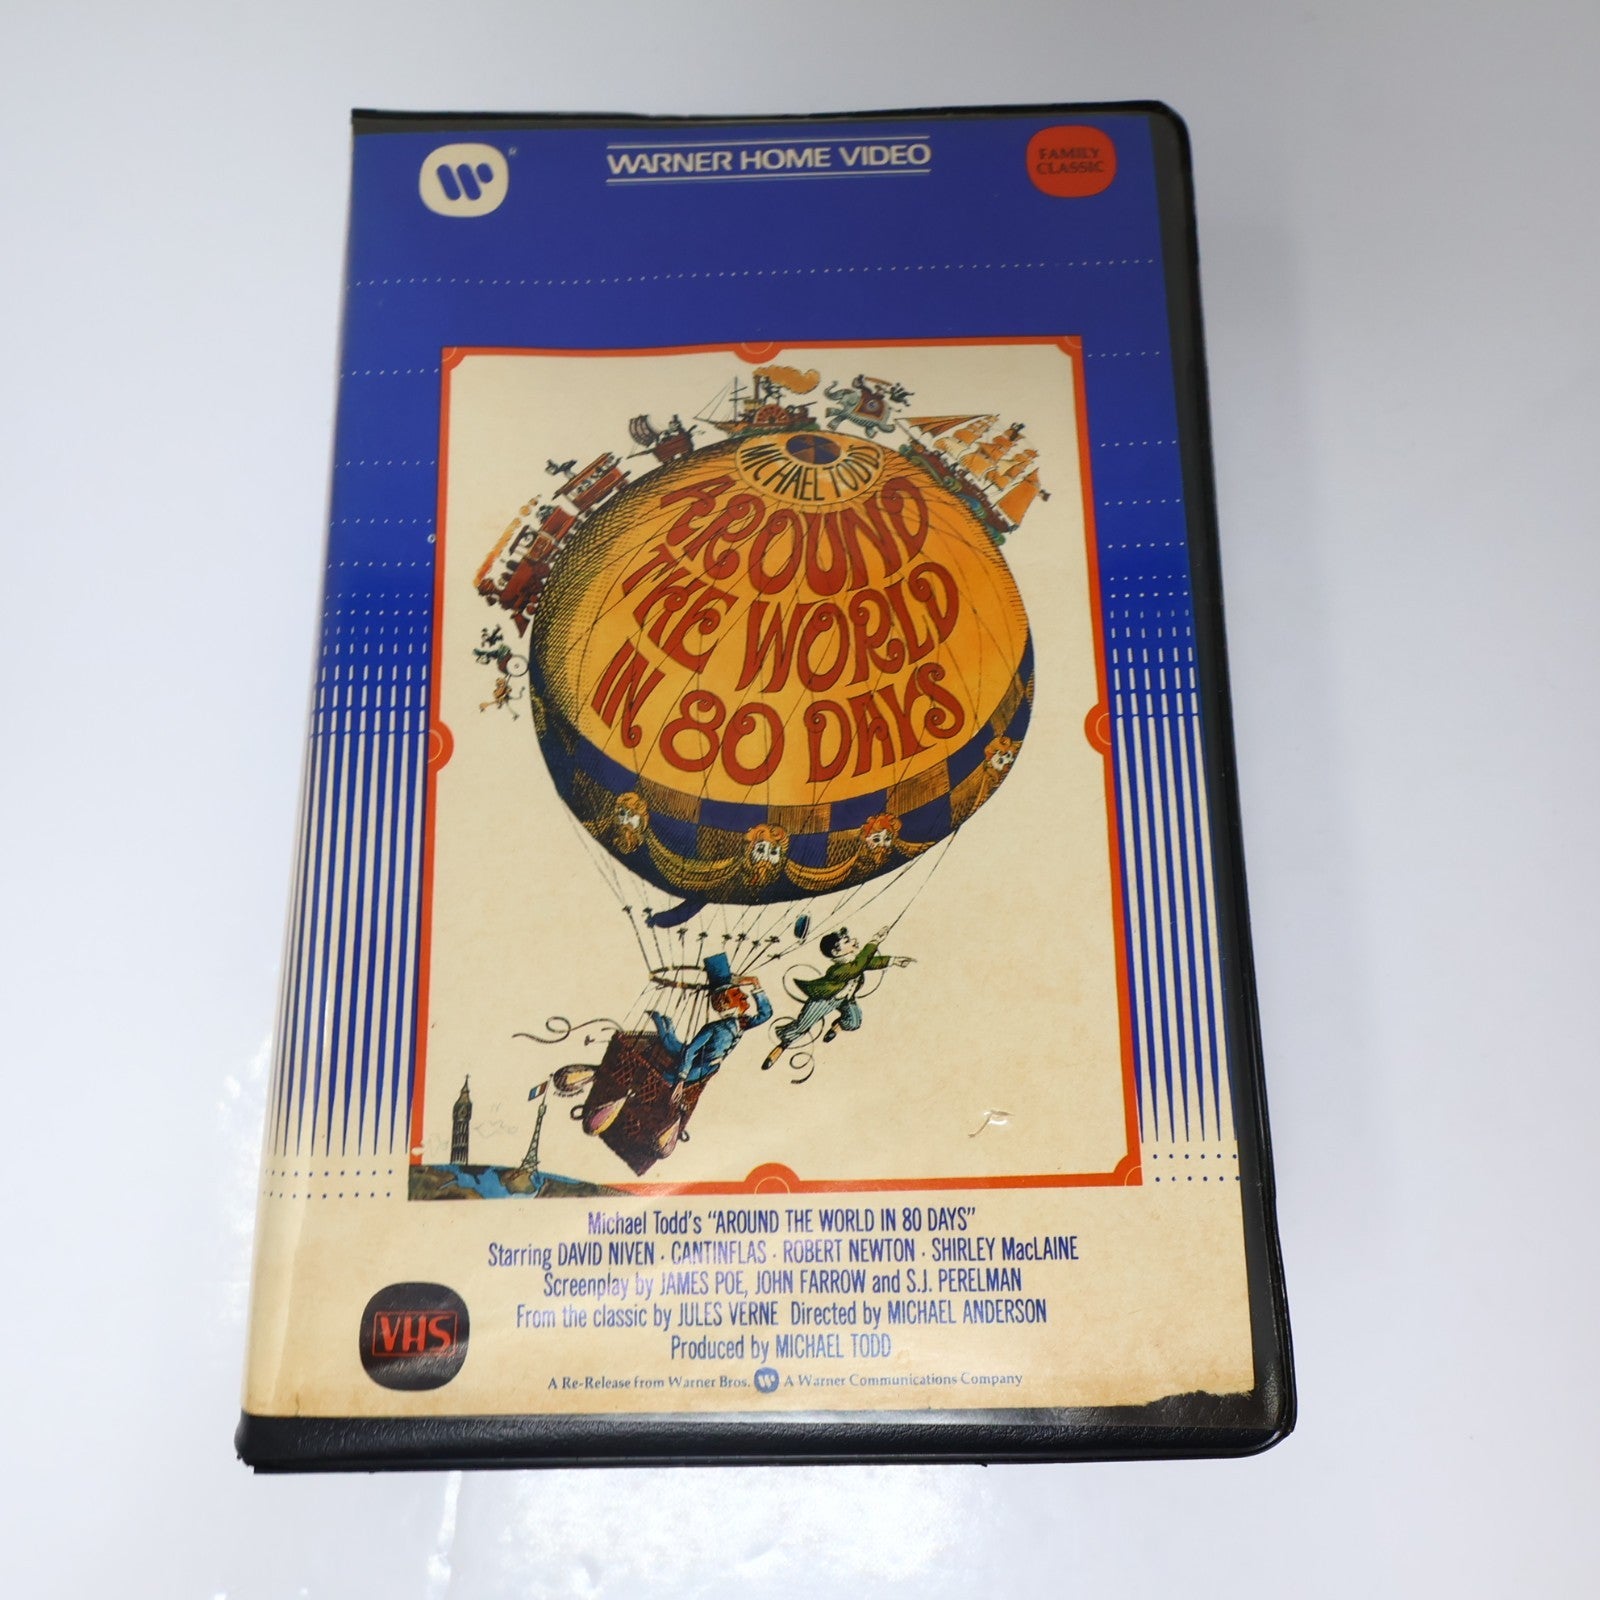 WARNER HOME VIDEO
FAMILY
CLASSIC
MICHAEL TODD'S
AROUND
THE WORLD
IN 80 DAYS
Michael Todd's "AROUND THE WORLD IN 80 DAYS"
Starring DAVID NIVEN · CANTINFLAS · ROBERT NEWTON · SHIRLEY MacLAINE
Screenplay by JAMES POE, JOHN FARROW and S.J. PERELMAN
From the classic by JULES VERNE Directed by MICHAEL ANDERSON
Produced by MICHAEL TODD
VHS
A Re-Release from Warner Bros. W A Warner Communications Company